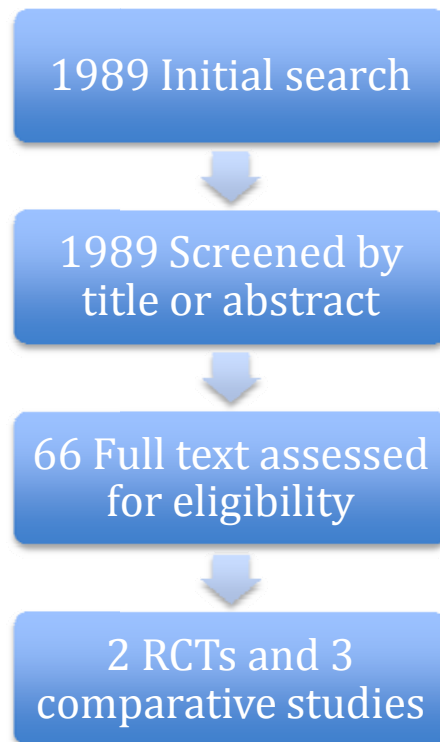 1989 Initial search
1989 Screened by
title or abstract
66 Full text assessed
for eligibility
2 RCTs and 3
comparative studies